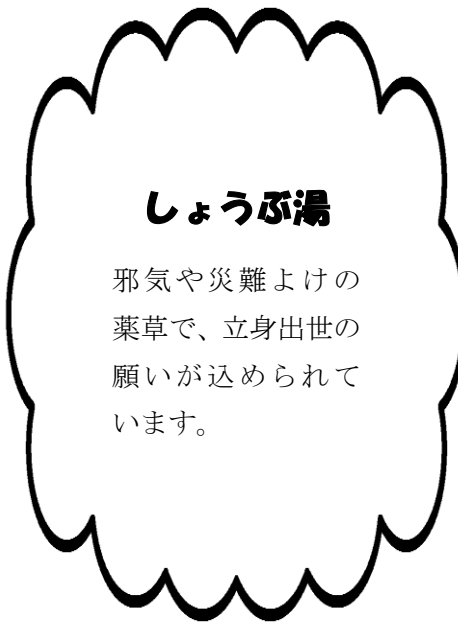 しょうぶ湯
邪気や災難よけの
薬草で、立身出世の
願いが込められて
います。